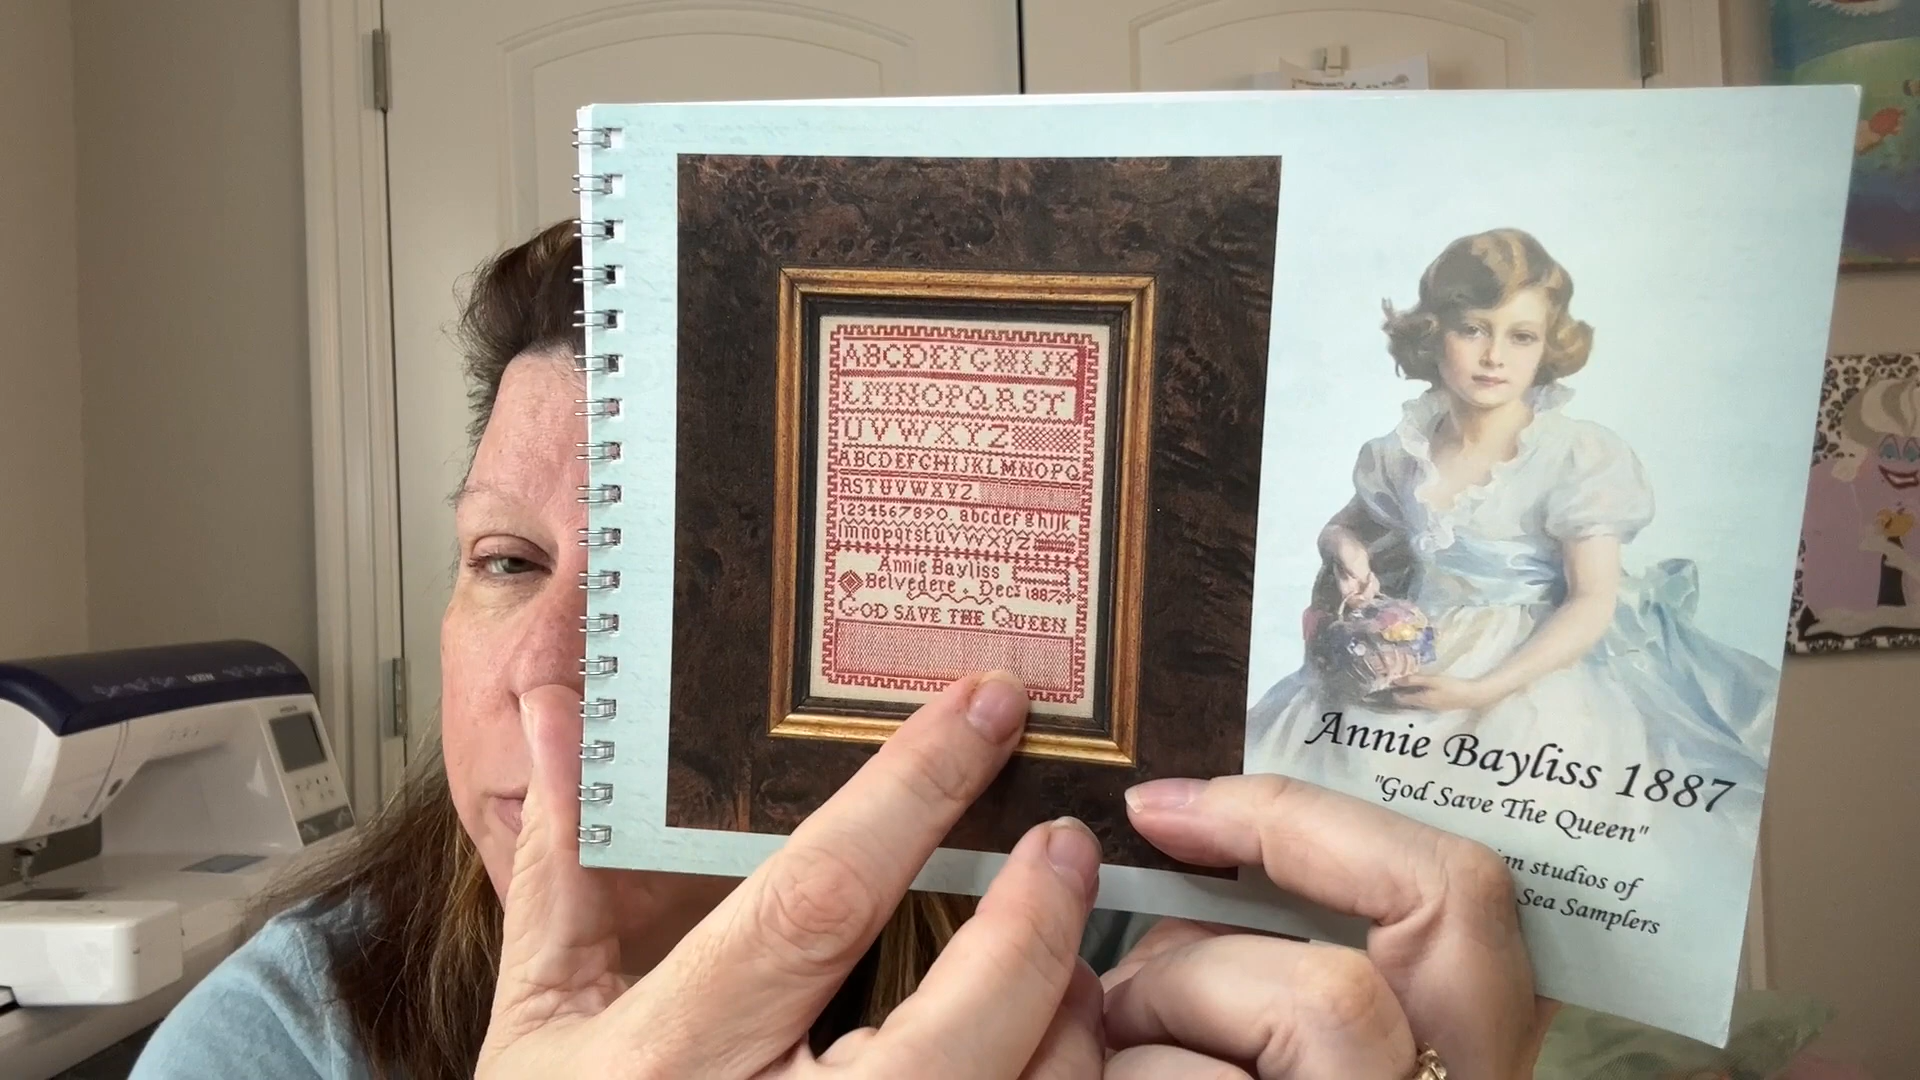 ABCDEFGHIJK
LMNOPQRST
UVWXYZ
ABCDEFGHIJKLMNOPQ
RSTUVWXYZ.
1234567890. abcdefghijk
lmnopqrstuvwxyz
Annie Bayliss
Belvedere. Dec 1887.
GOD SAVE THE QUEEN
Annie Bayliss 1887
"God Save The Queen"
studios of
Sea Samplers